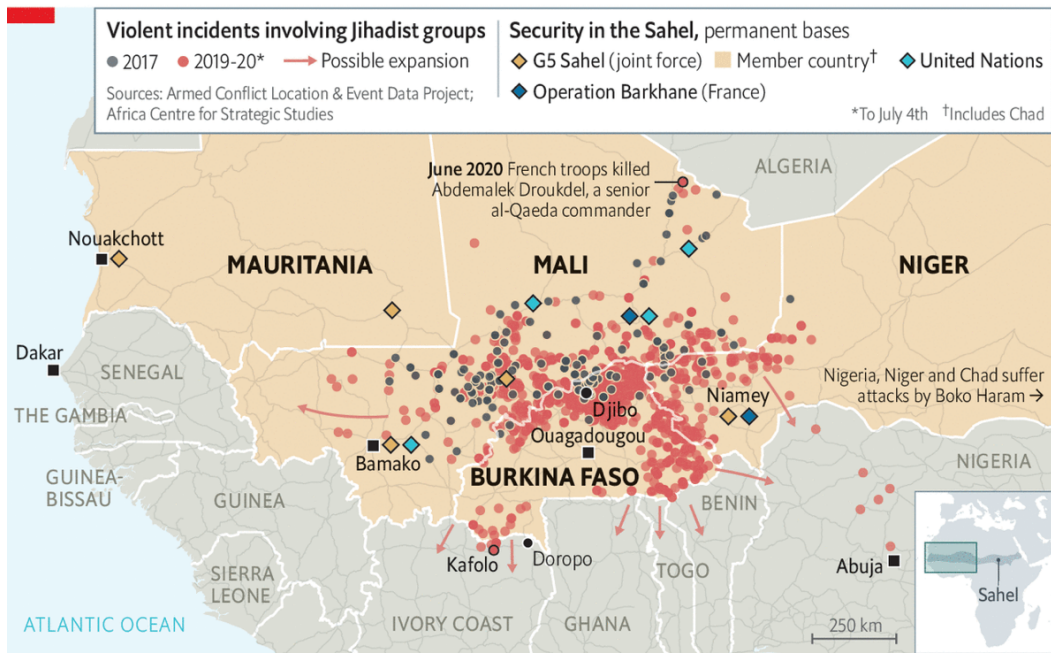 Violent incidents involving Jihadist groups
2017
2019-20*
Possible expansion
Sources: Armed Conflict Location & Event Data Project;
Africa Centre for Strategic Studies
Security in the Sahel, permanent bases
G5 Sahel (joint force)
Member country†
United Nations
Operation Barkhane (France)
*To July 4th †Includes Chad
June 2020 French troops killed
Abdemalek Droukdel, a senior
al-Qaeda commander
ALGERIA
Nouakchott
MAURITANIA
MALI
NIGER
Dakar
SENEGAL
THE GAMBIA
Nigeria, Niger and Chad suffer
attacks by Boko Haram →
Niamey
Djibo
Ouagadougou
Bamako
BURKINA FASO
NIGERIA
GUINEA-
BISSAU
GUINEA
BENIN
Kafolo
Doropo
TOGO
Abuja
SIERRA
LEONE
Sahel
ATLANTIC OCEAN
IVORY COAST
GHANA
250 km